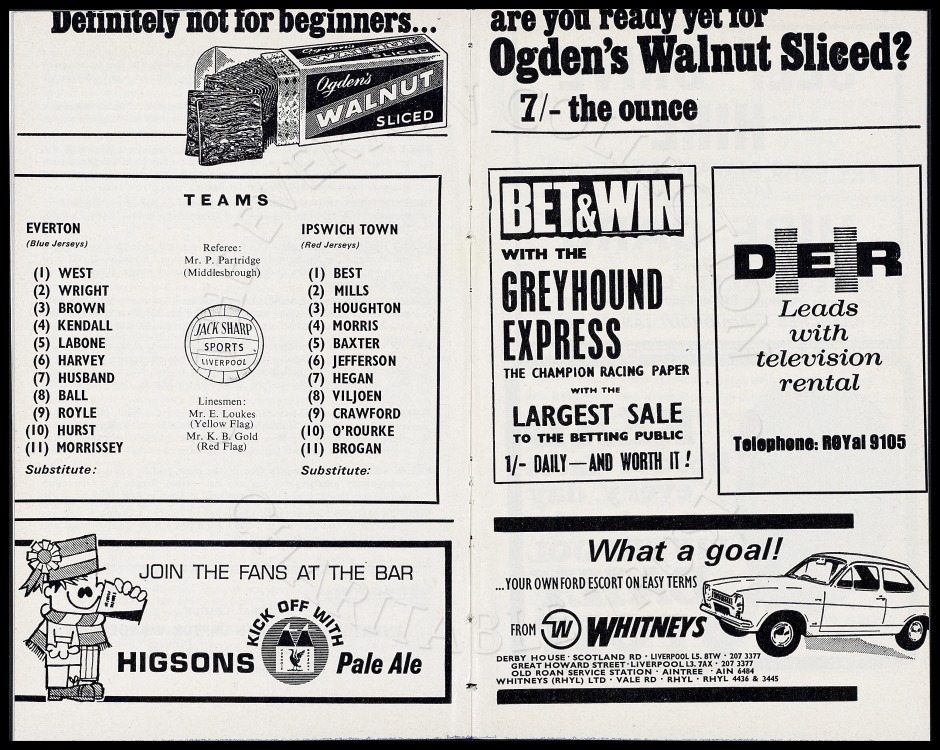 Definitely not for beginners...
Ogden's
WALNUT
SLICED
TEAMS
EVERTON
(Blue Jerseys)
(1) WEST
(2) WRIGHT
(3) BROWN
(4) KENDALL
(5) LABONE
(6) HARVEY
(7) HUSBAND
(8) BALL
(9) ROYLE
(10) HURST
(11) MORRISSEY
Substitute:
Referee:
Mr. P. Partridge
(Middlesbrough)
JACK SHARP
SPORTS
LIVERPOOL
Linesmen:
Mr. E. Loukes
(Yellow Flag)
Mr. K. B. Gold
(Red Flag)
IPSWICH TOWN
(Red Jerseys)
(1) BEST
(2) MILLS
(3) HOUGHTON
(4) MORRIS
(5) BAXTER
(6) JEFFERSON
(7) HEGAN
(8) VILJOEN
(9) CRAWFORD
(10) O'ROURKE
(11) BROGAN
Substitute:
JOIN THE FANS AT THE BAR
KICK OFF WITH
HIGSONS Pale Ale
are you ready yet for
Ogden's Walnut Sliced?
7/- the ounce
BET & WIN
WITH THE
GREYHOUND
EXPRESS
THE CHAMPION RACING PAPER
WITH THE
LARGEST SALE
TO THE BETTING PUBLIC
1/- DAILY—AND WORTH IT!
DER
Leads
with
television
rental
Telephone: ROYal 9105
What a goal!
...YOUR OWN FORD ESCORT ON EASY TERMS
FROM W WHITNEYS
DERBY HOUSE · SCOTLAND RD · LIVERPOOL L5. 8TW · 207 3377
GREAT HOWARD STREET · LIVERPOOL L3. 7AX · 207 3377
OLD ROAN SERVICE STATION · AINTREE · AIN 6484
WHITNEYS (RHYL) LTD · VALE RD · RHYL · RHYL 4436 & 3445
THE EVERTON COLLECTION
CHARITABLE TRUST